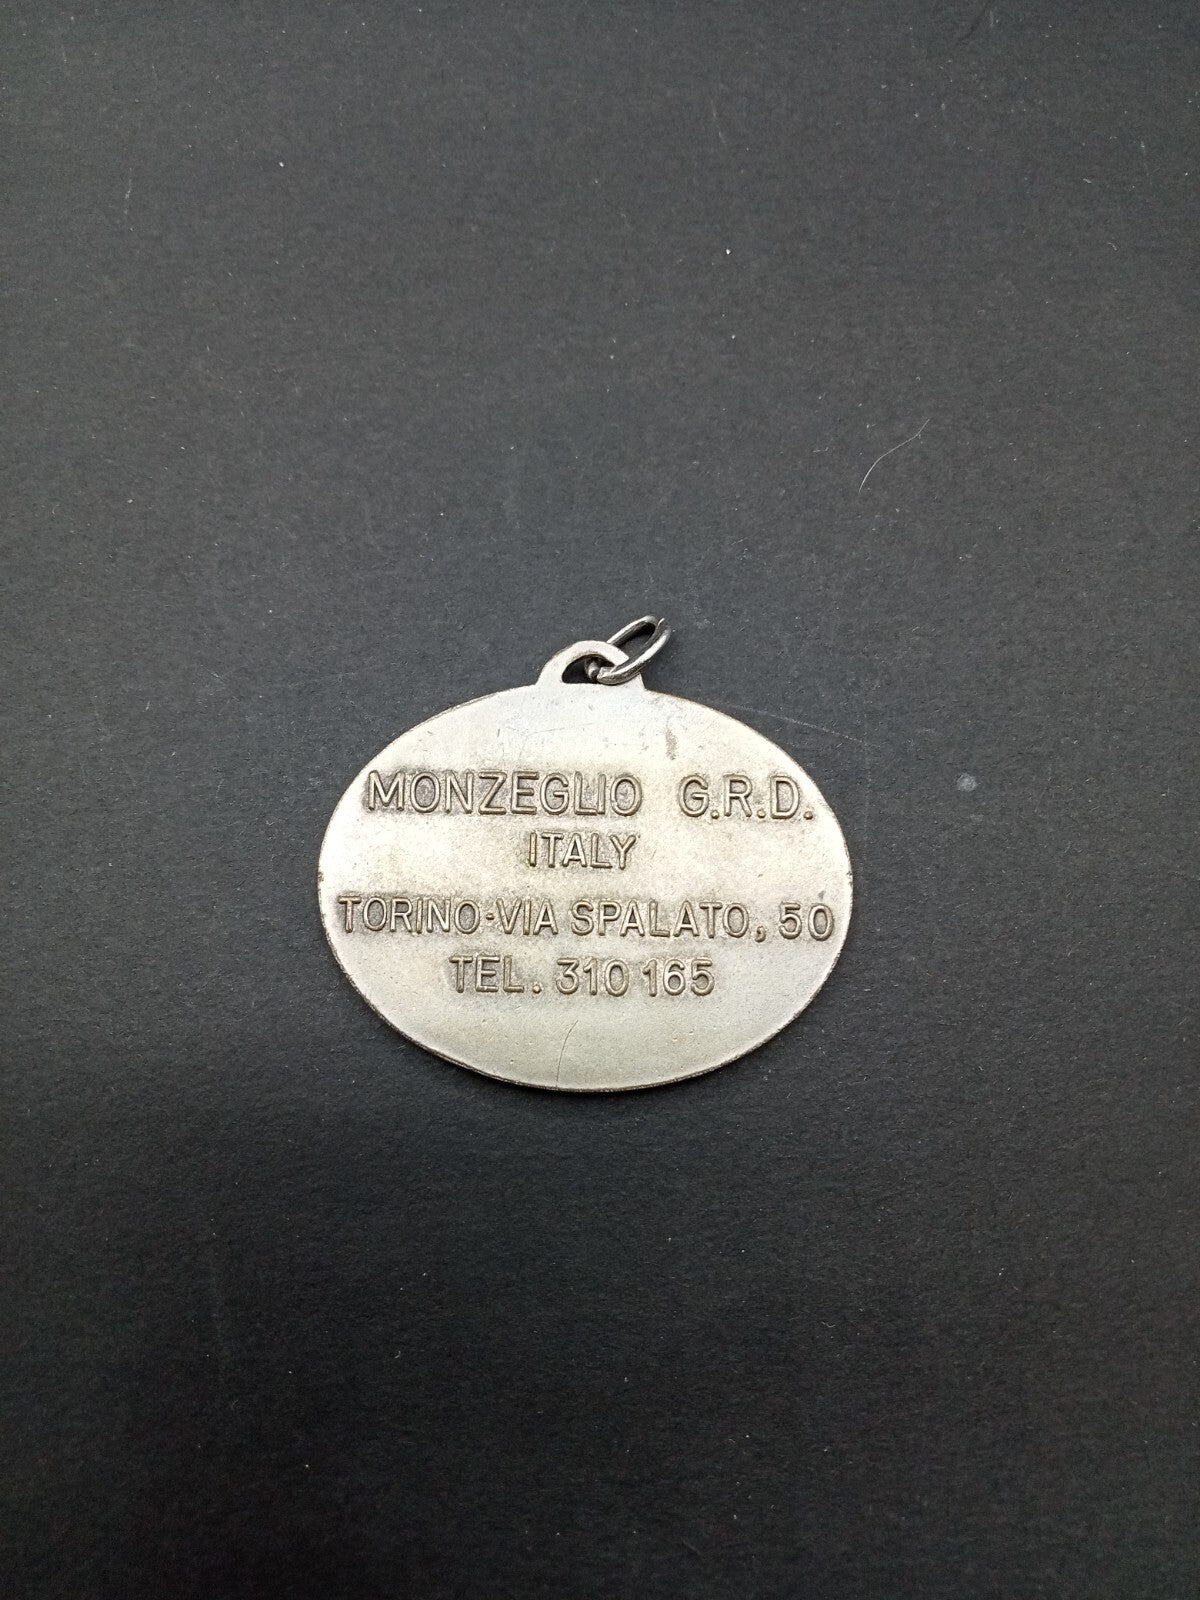 MONZEGLIO G.R.D.
ITALY
TORINO-VIA SPALATO, 50
TEL. 310 165